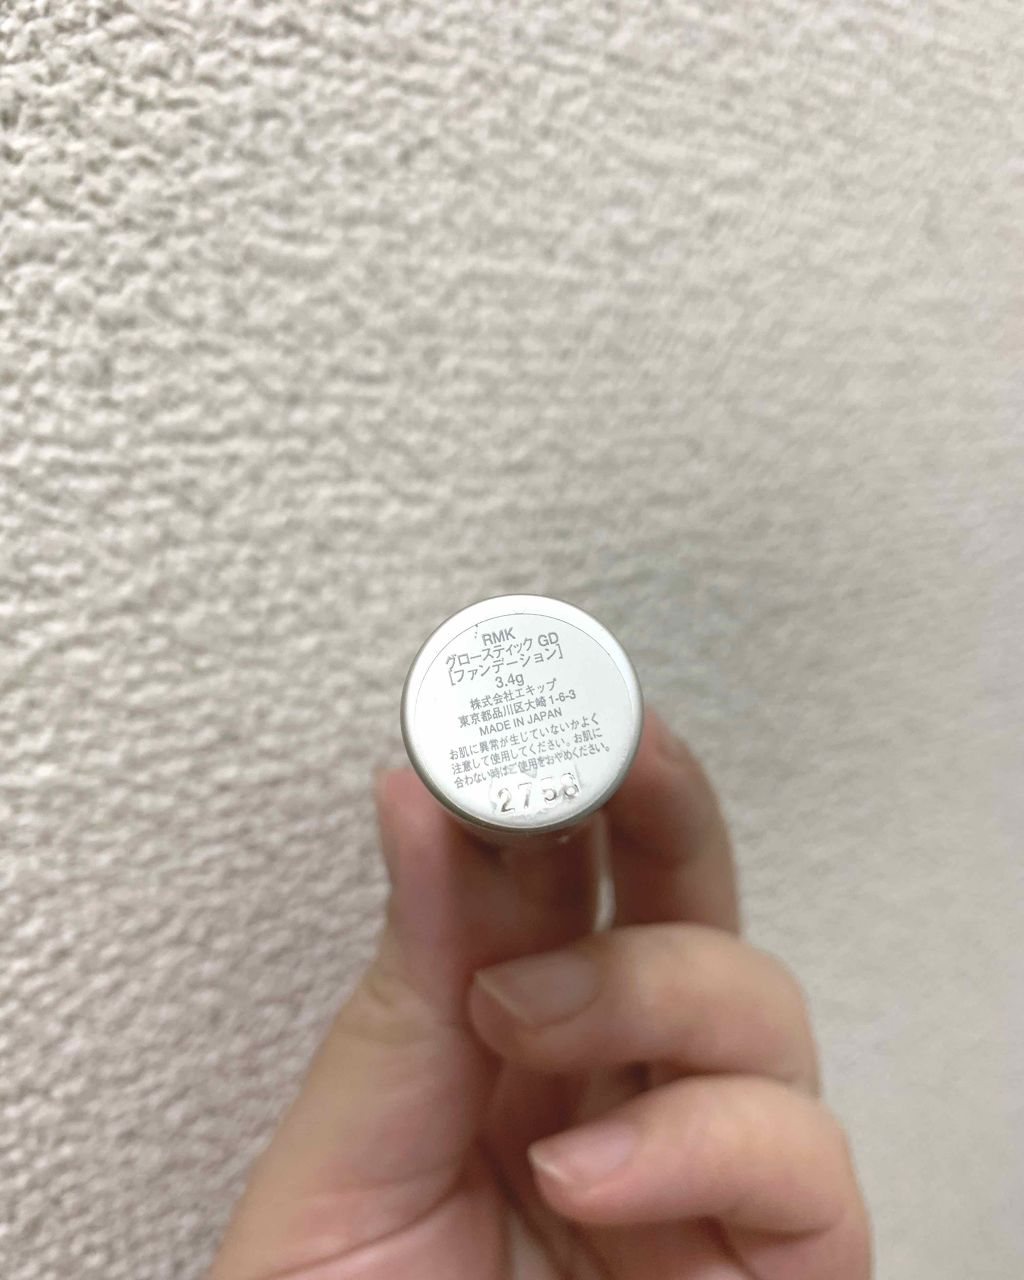 RMK
グロースティック GD
[ファンデーション]
3.4g
株式会社エキップ
東京都品川区大崎1-6-3
MADE IN JAPAN
お肌に異常が生じていないかよく
注意して使用してください。お肌に
合わない時はご使用をおやめください。
2758